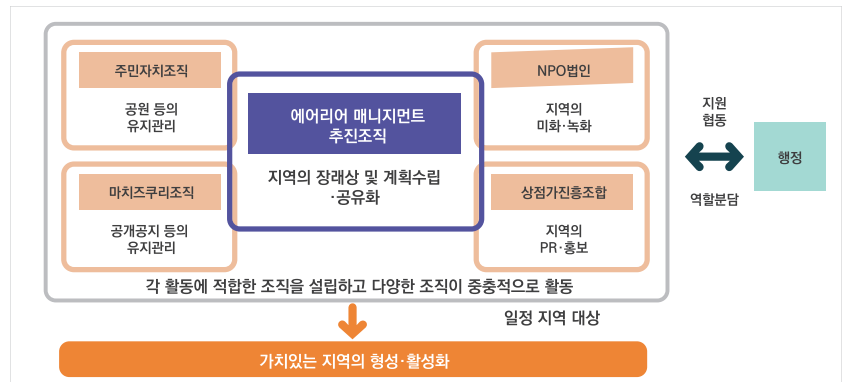 주민자치조직
공원 등의
유지관리
NPO법인
지역의
미화·녹화
에어리어 매니지먼트
추진조직
지역의 장래상 및 계획수립
·공유화
마치즈쿠리조직
공개공지 등의
유지관리
상점가진흥조합
지역의
PR·홍보
각 활동에 적합한 조직을 설립하고 다양한 조직이 중층적으로 활동
지원
협동
역할분담
행정
일정 지역 대상
가치있는 지역의 형성·활성화